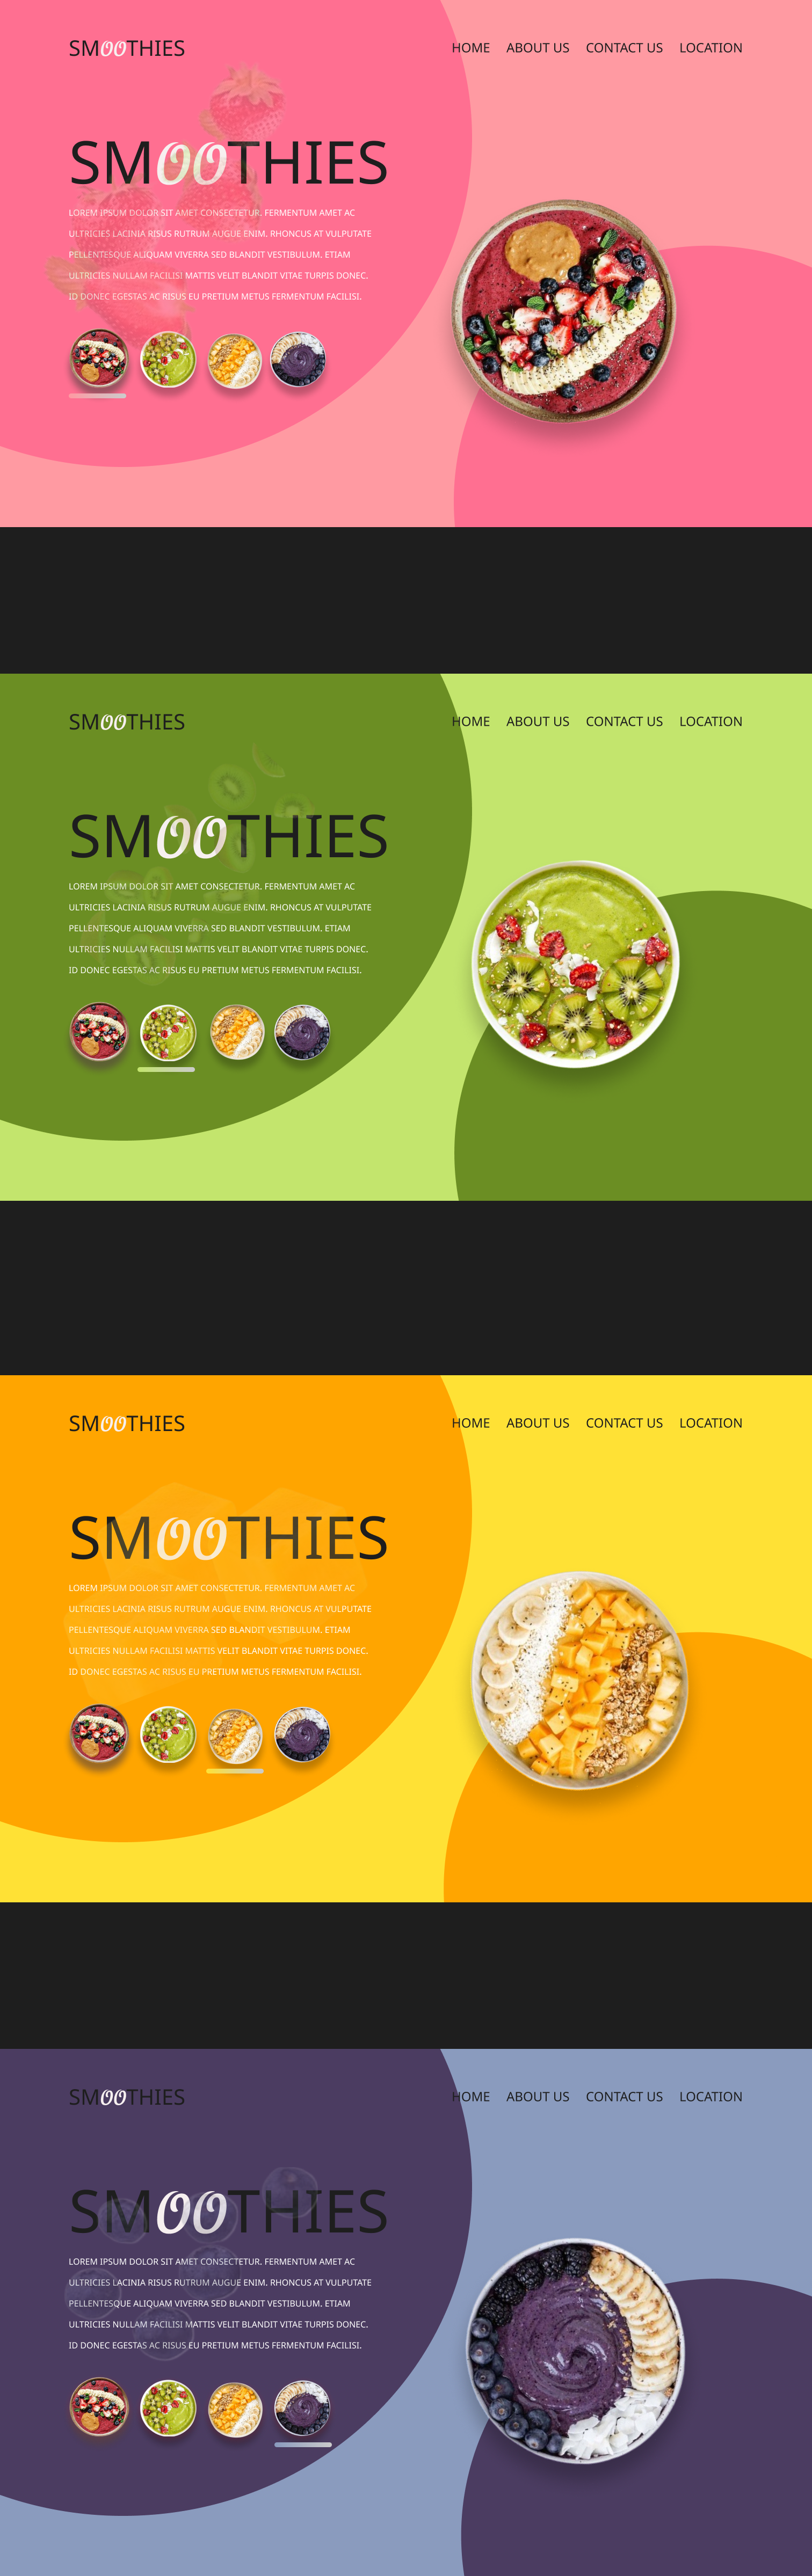 SMOOTHIES
HOME ABOUT US CONTACT US LOCATION
SMOOTHIES
LOREM IPSUM DOLOR SIT AMET CONSECTETUR. FERMENTUM AMET AC
ULTRICIES LACINIA RISUS RUTRUM AUGUE ENIM. RHONCUS AT VULPUTATE
PELLENTESQUE ALIQUAM VIVERRA SED BLANDIT VESTIBULUM. ETIAM
ULTRICIES NULLAM FACILISI MATTIS VELIT BLANDIT VITAE TURPIS DONEC.
ID DONEC EGESTAS AC RISUS EU PRETIUM METUS FERMENTUM FACILISI.
SMOOTHIES
HOME ABOUT US CONTACT US LOCATION
SMOOTHIES
LOREM IPSUM DOLOR SIT AMET CONSECTETUR. FERMENTUM AMET AC
ULTRICIES LACINIA RISUS RUTRUM AUGUE ENIM. RHONCUS AT VULPUTATE
PELLENTESQUE ALIQUAM VIVERRA SED BLANDIT VESTIBULUM. ETIAM
ULTRICIES NULLAM FACILISI MATTIS VELIT BLANDIT VITAE TURPIS DONEC.
ID DONEC EGESTAS AC RISUS EU PRETIUM METUS FERMENTUM FACILISI.
SMOOTHIES
HOME ABOUT US CONTACT US LOCATION
SMOOTHIES
LOREM IPSUM DOLOR SIT AMET CONSECTETUR. FERMENTUM AMET AC
ULTRICIES LACINIA RISUS RUTRUM AUGUE ENIM. RHONCUS AT VULPUTATE
PELLENTESQUE ALIQUAM VIVERRA SED BLANDIT VESTIBULUM. ETIAM
ULTRICIES NULLAM FACILISI MATTIS VELIT BLANDIT VITAE TURPIS DONEC.
ID DONEC EGESTAS AC RISUS EU PRETIUM METUS FERMENTUM FACILISI.
SMOOTHIES
HOME ABOUT US CONTACT US LOCATION
SMOOTHIES
LOREM IPSUM DOLOR SIT AMET CONSECTETUR. FERMENTUM AMET AC
ULTRICIES LACINIA RISUS RUTRUM AUGUE ENIM. RHONCUS AT VULPUTATE
PELLENTESQUE ALIQUAM VIVERRA SED BLANDIT VESTIBULUM. ETIAM
ULTRICIES NULLAM FACILISI MATTIS VELIT BLANDIT VITAE TURPIS DONEC.
ID DONEC EGESTAS AC RISUS EU PRETIUM METUS FERMENTUM FACILISI.